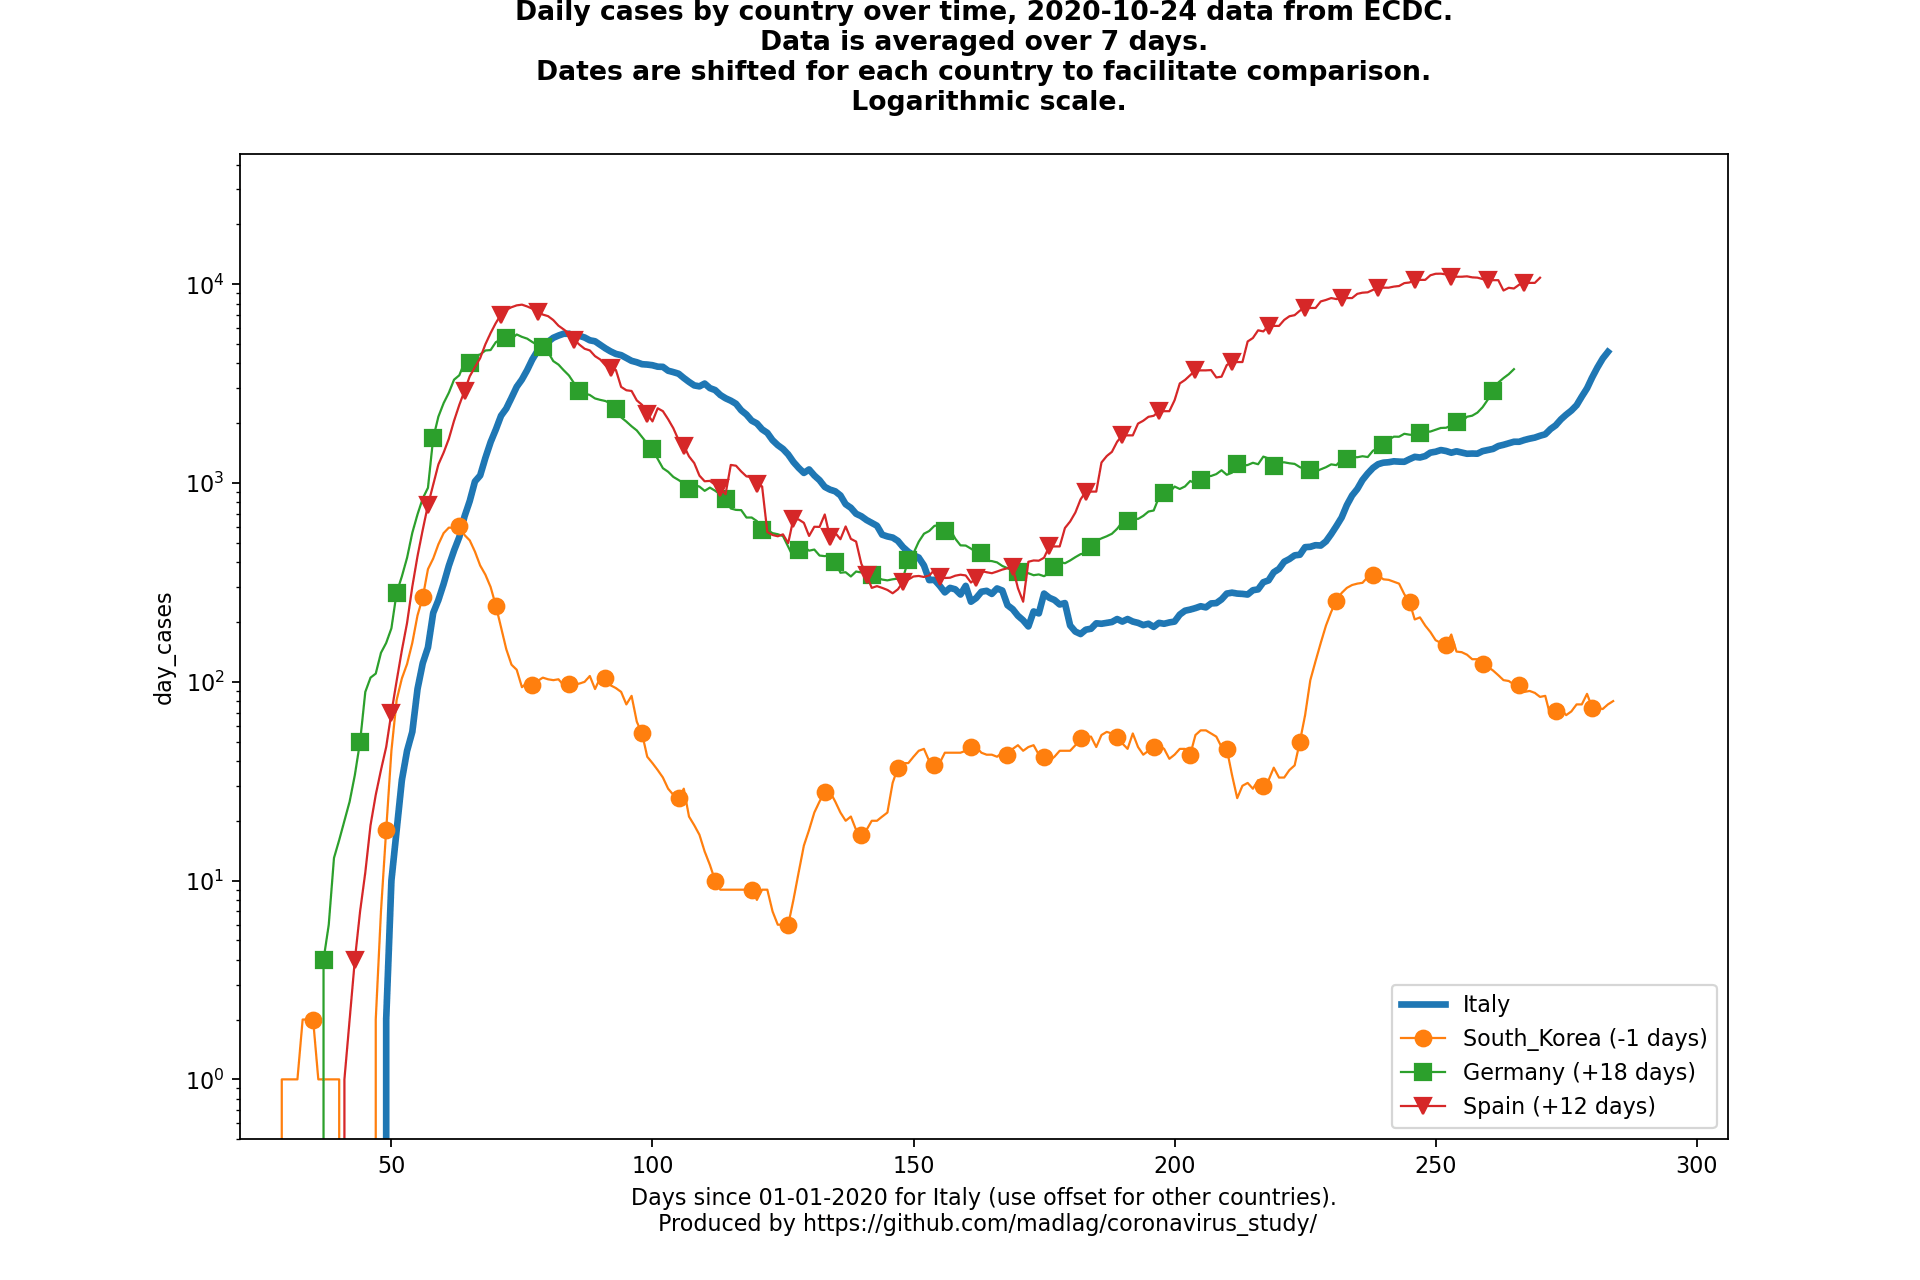 Daily cases by country over time, 2020-10-24 data from ECDC.
Data is averaged over 7 days.
Dates are shifted for each country to facilitate comparison.
Logarithmic scale.
day_cases
10^4
10^3
10^2
10^1
10^0
50 100 150 200 250 300
Italy
South_Korea (-1 days)
Germany (+18 days)
Spain (+12 days)
Days since 01-01-2020 for Italy (use offset for other countries).
Produced by https://github.com/madlag/coronavirus_study/